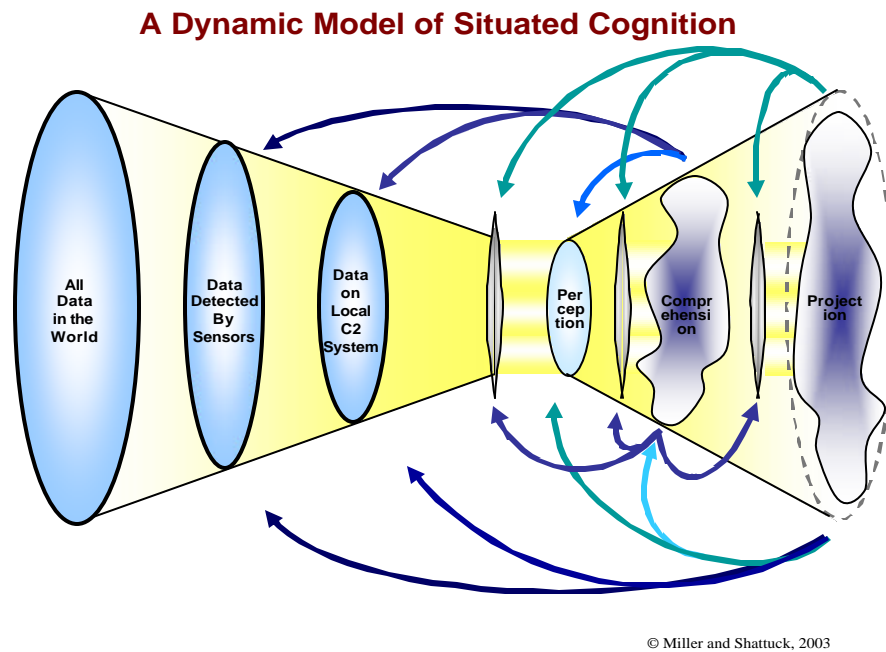 A Dynamic Model of Situated Cognition
All
Data
in the
World
Data
Detected
By
Sensors
Data
on
Local
C2
System
Per
cep
tion
Compr
ehensi
on
Project
ion
© Miller and Shattuck, 2003